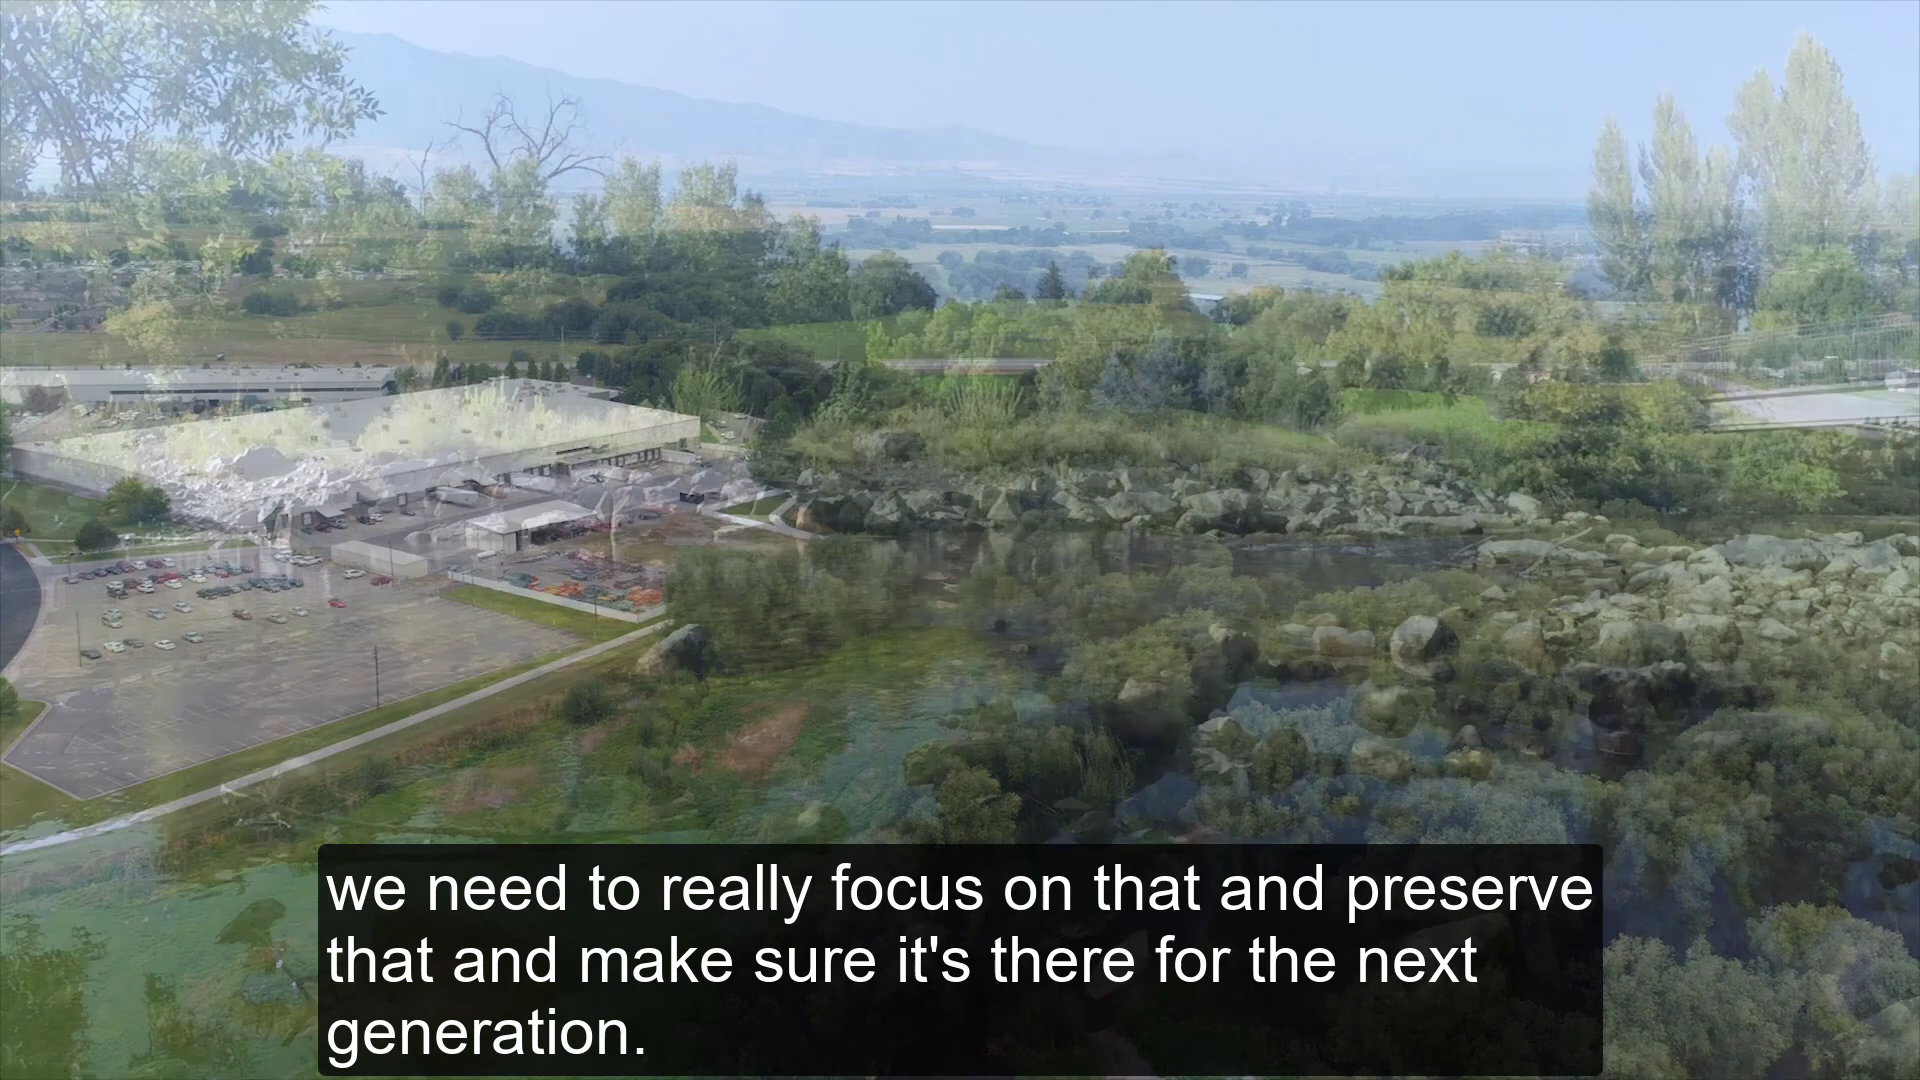 we need to really focus on that and preserve
that and make sure it's there for the next
generation.